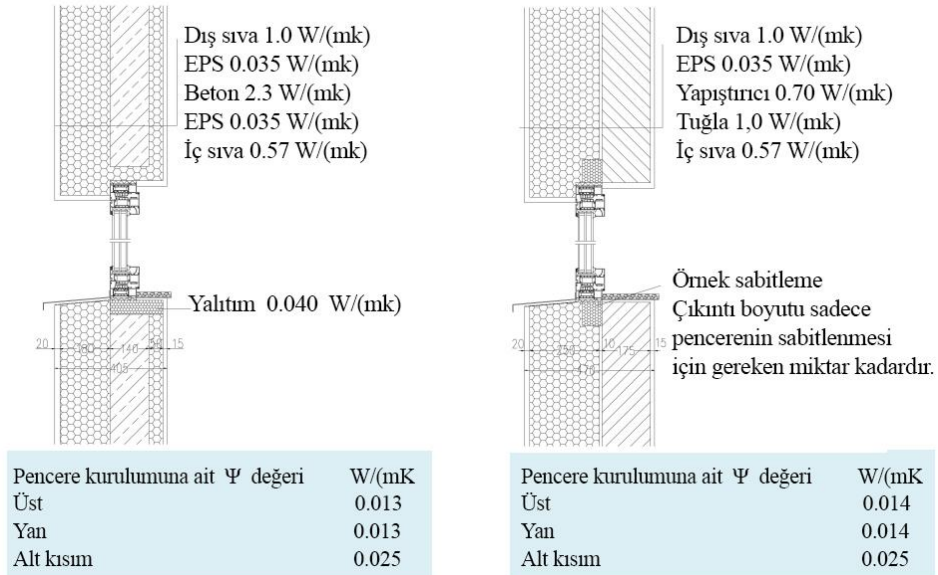 Dış sıva 1.0 W/(mk)
EPS 0.035 W/(mk)
Beton 2.3 W/(mk)
EPS 0.035 W/(mk)
İç sıva 0.57 W/(mk)
Yalıtım 0.040 W/(mk)
20 140 15
405
Pencere kurulumuna ait Ψ değeri W/(mK
Üst 0.013
Yan 0.013
Alt kısım 0.025
Dış sıva 1.0 W/(mk)
EPS 0.035 W/(mk)
Yapıştırıcı 0.70 W/(mk)
Tuğla 1,0 W/(mk)
İç sıva 0.57 W/(mk)
Örnek sabitleme
Çıkıntı boyutu sadece
pencerenin sabitlenmesi
için gereken miktar kadardır.
20 250 10 175 15
470
Pencere kurulumuna ait Ψ değeri W/(mK
Üst 0.014
Yan 0.014
Alt kısım 0.025